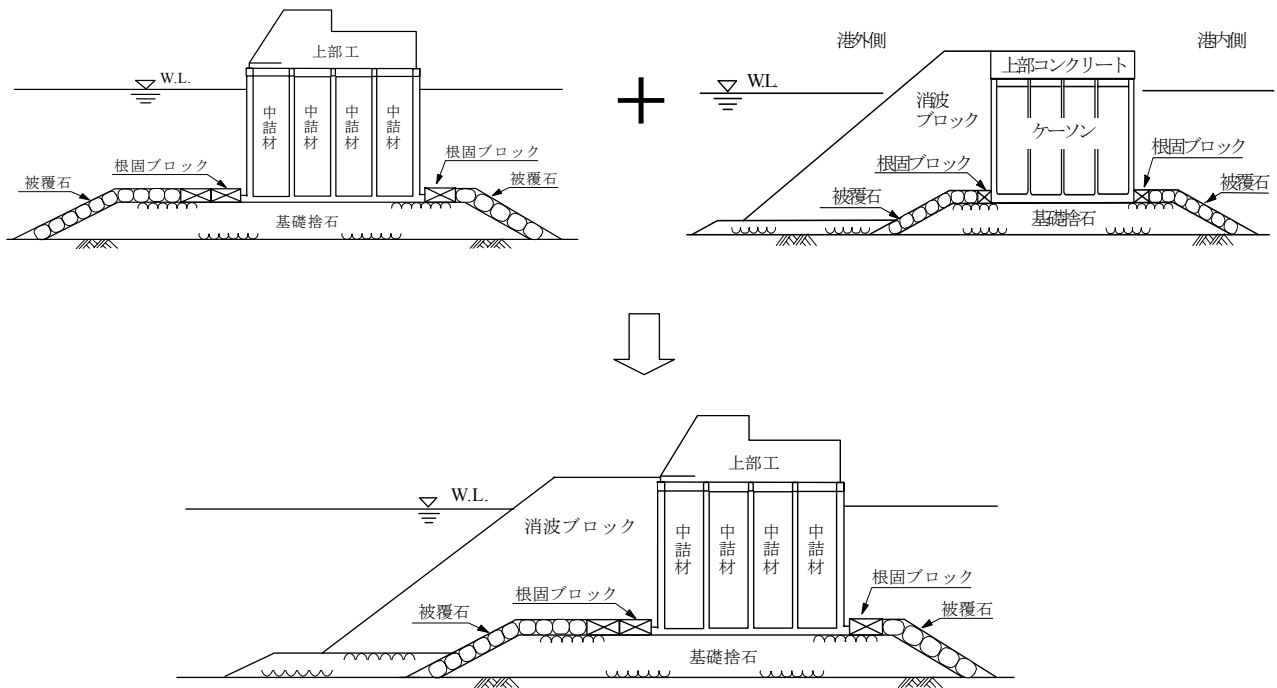 上部工
W.L.
中詰材
中詰材
中詰材
中詰材
根固ブロック
被覆石
根固ブロック
被覆石
基礎捨石
港外側
港内側
上部コンクリート
W.L.
消波
ブロック
ケーソン
根固ブロック
根固ブロック
被覆石
被覆石
基礎捨石
上部工
W.L.
消波ブロック
中詰材
中詰材
中詰材
中詰材
根固ブロック
根固ブロック
被覆石
被覆石
基礎捨石